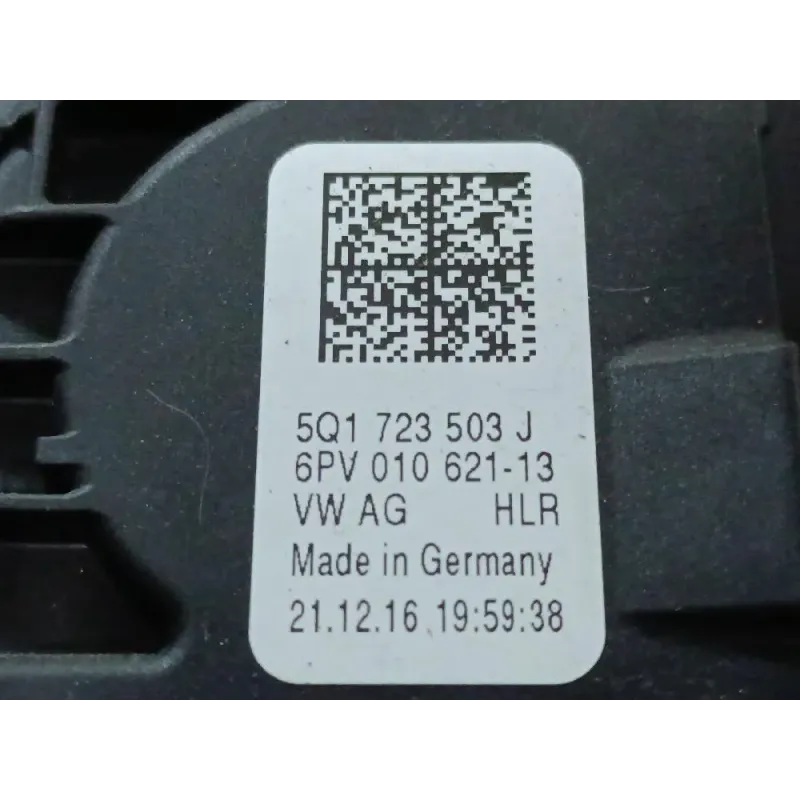 5Q1 723 503 J
6PV 010 621-13
VW AG HLR
Made in Germany
21.12.16 19:59:38